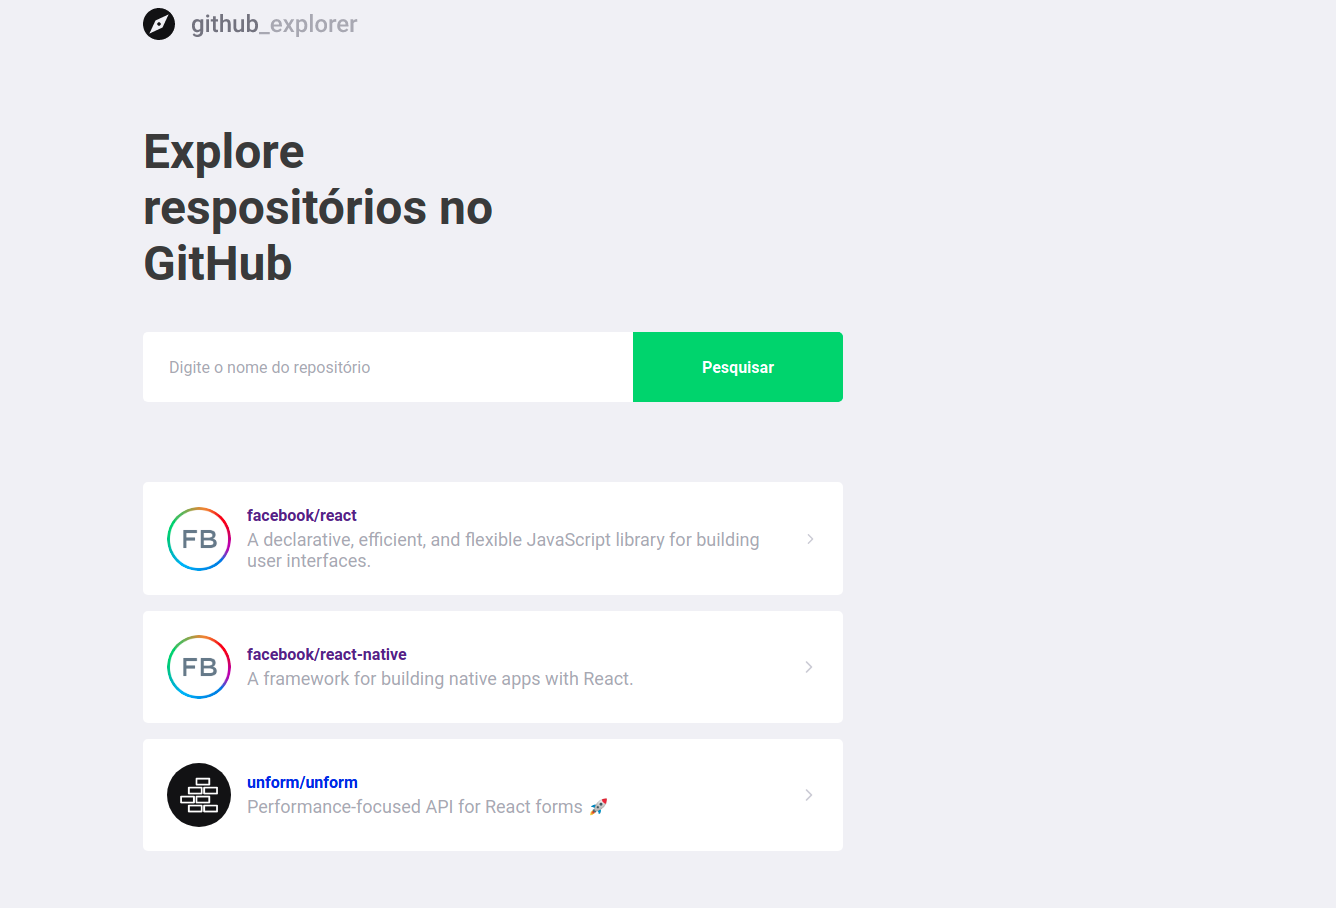 github_explorer
Explore
respositórios no
GitHub
Digite o nome do repositório
Pesquisar
FB
facebook/react
A declarative, efficient, and flexible JavaScript library for building
user interfaces.
FB
facebook/react-native
A framework for building native apps with React.
unform/unform
Performance-focused API for React forms 🚀